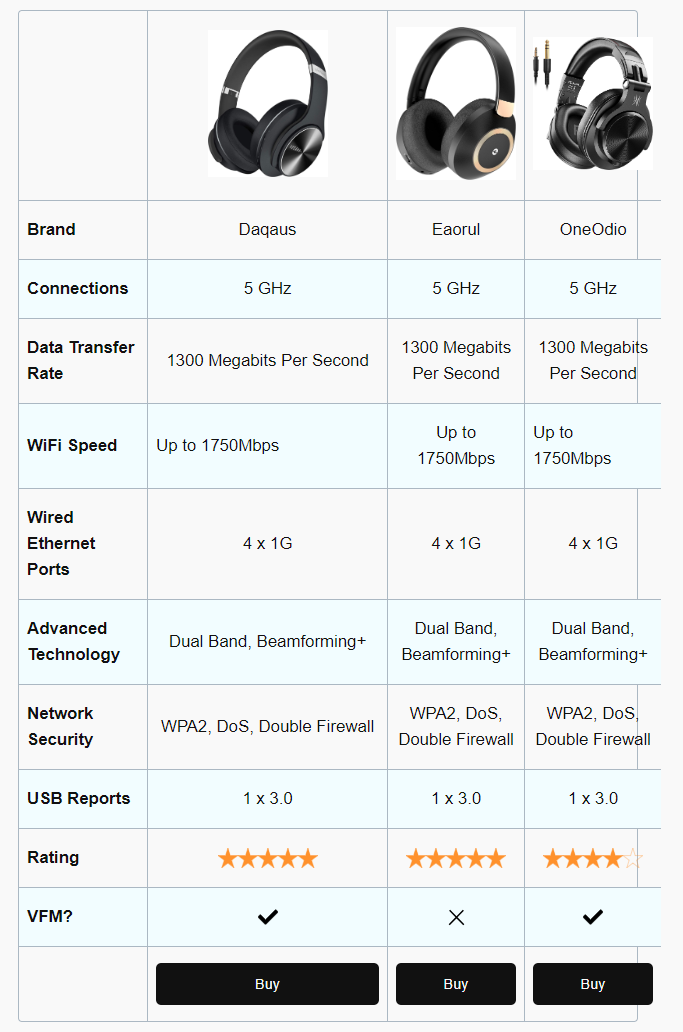 Brand Daqaus Eaorul OneOdio
Connections 5 GHz 5 GHz 5 GHz
Data Transfer
Rate
1300 Megabits Per Second
1300 Megabits
Per Second
1300 Megabits
Per Second
WiFi Speed
Up to 1750Mbps
Up to
1750Mbps
Up to
1750Mbps
Wired
Ethernet
Ports
4 x 1G
4 x 1G
4 x 1G
Advanced
Technology
Dual Band, Beamforming+
Dual Band,
Beamforming+
Dual Band,
Beamforming+
Network
Security
WPA2, DoS, Double Firewall
WPA2, DoS,
Double Firewall
WPA2, DoS,
Double Firewall
USB Reports 1 x 3.0 1 x 3.0 1 x 3.0
Rating
VFM?
Buy Buy Buy